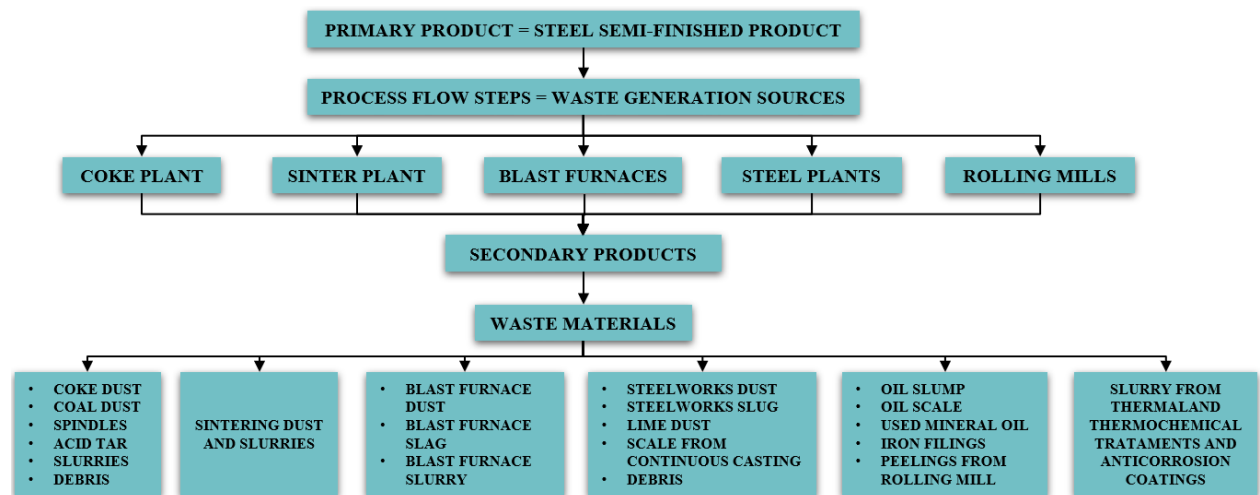 PRIMARY PRODUCT = STEEL SEMI-FINISHED PRODUCT
PROCESS FLOW STEPS = WASTE GENERATION SOURCES
COKE PLANT
SINTER PLANT
BLAST FURNACES
STEEL PLANTS
ROLLING MILLS
SECONDARY PRODUCTS
WASTE MATERIALS
• COKE DUST
• COAL DUST
• SPINDLES
• ACID TAR
• SLURRIES
• DEBRIS
SINTERING DUST
AND SLURRIES
• BLAST FURNACE
DUST
• BLAST FURNACE
SLAG
• BLAST FURNACE
SLURRY
• STEELWORKS DUST
• STEELWORKS SLUG
• LIME DUST
• SCALE FROM
CONTINUOUS CASTING
• DEBRIS
• OIL SLUMP
• OIL SCALE
• USED MINERAL OIL
• IRON FILINGS
• PEELINGS FROM
ROLLING MILL
SLURRY FROM
THERMALAND
THERMOCHEMICAL
TRATAMENTS AND
ANTICORROSION
COATINGS